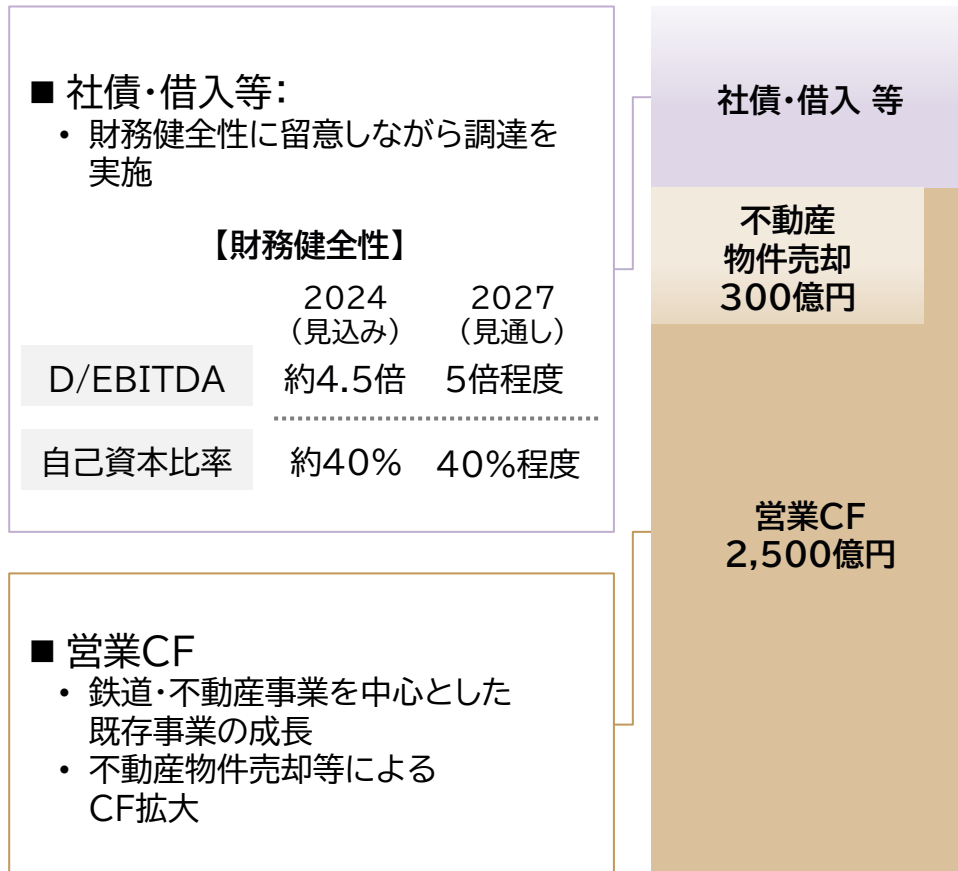 ■ 社債・借入等：
• 財務健全性に留意しながら調達を
実施
【財務健全性】
2024 2027
（見込み） （見通し）
D/EBITDA 約4.5倍 5倍程度
自己資本比率 約40% 40%程度
■ 営業CF
• 鉄道・不動産事業を中心とした
既存事業の成長
• 不動産物件売却等による
CF拡大
社債・借入 等
不動産
物件売却
300億円
営業CF
2,500億円